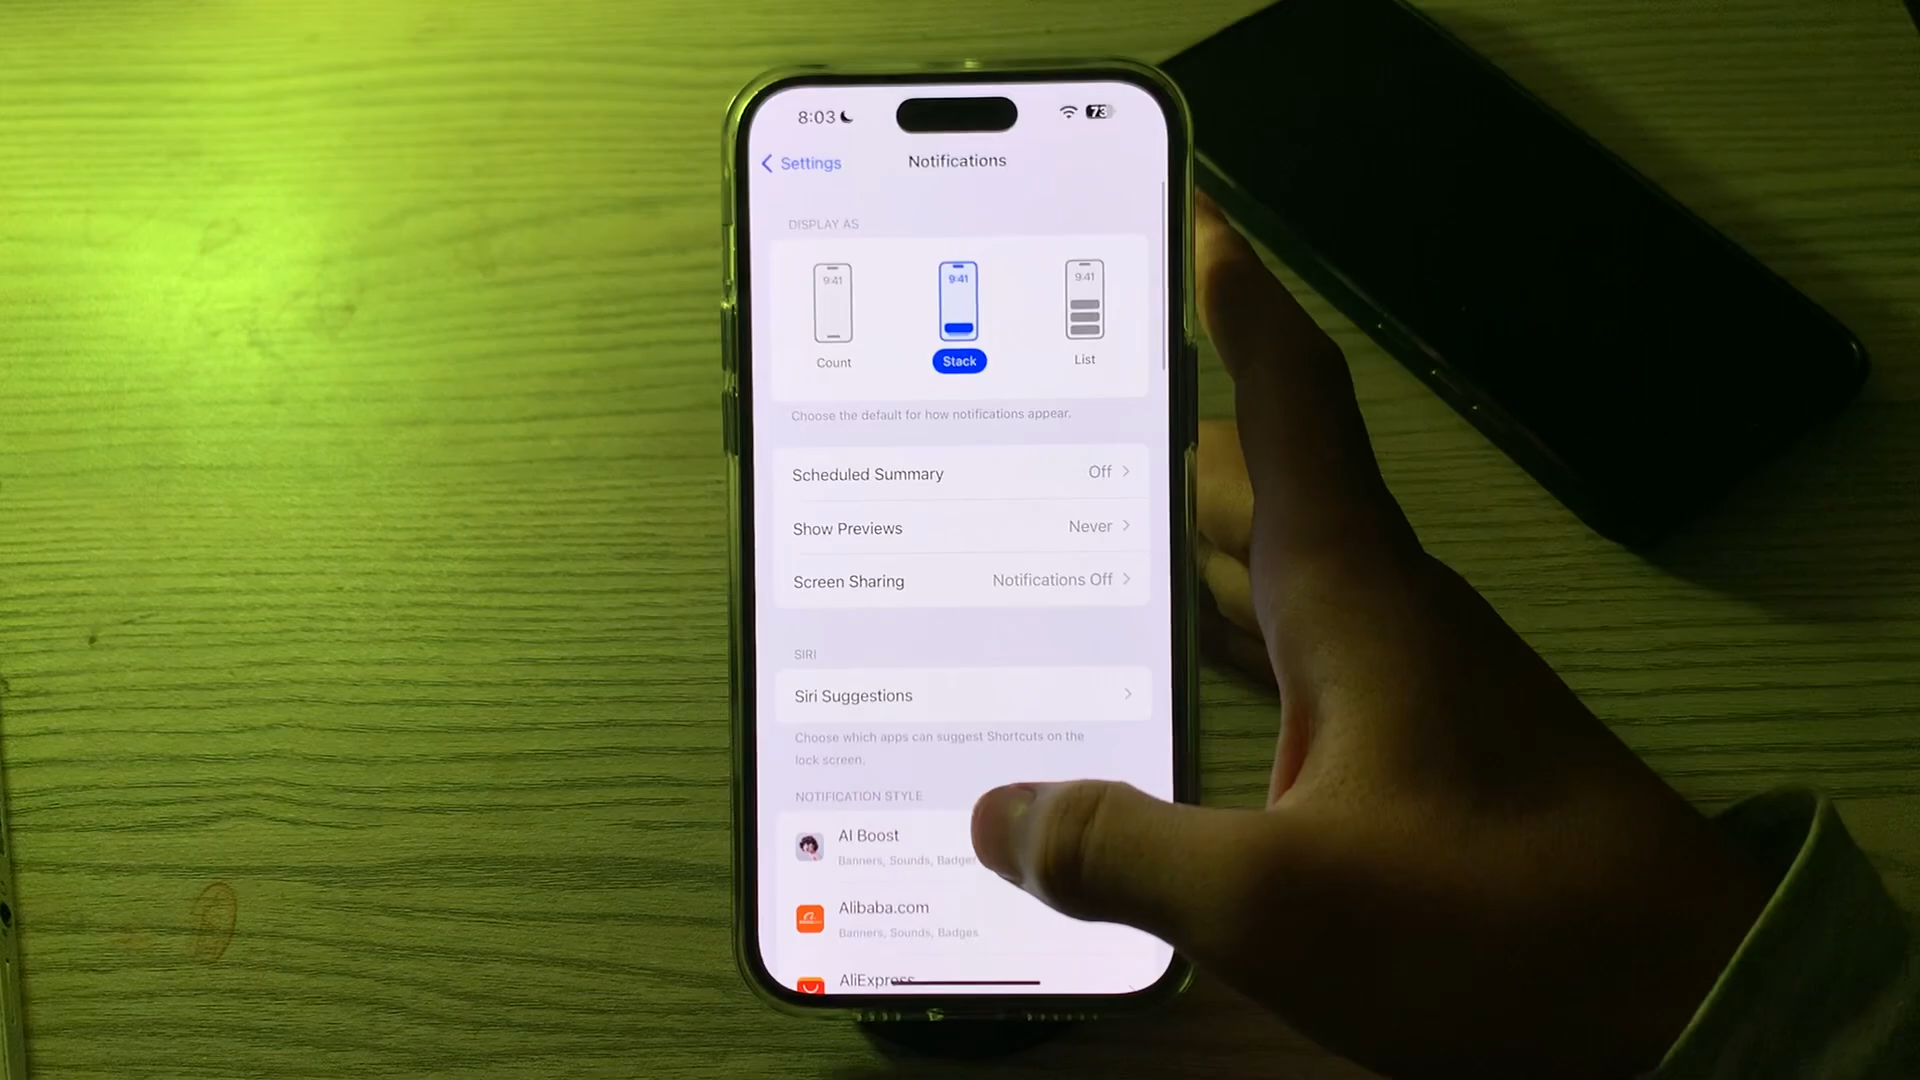 8:03
73
Settings
Notifications
DISPLAY AS
9:41
9:41
9:41
Count
Stack
List
Choose the default for how notifications appear.
Scheduled Summary
Off
Show Previews
Never
Screen Sharing
Notifications Off
SIRI
Siri Suggestions
Choose which apps can suggest Shortcuts on the
lock screen.
NOTIFICATION STYLE
AI Boost
Banners, Sounds, Badges
Alibaba.com
Banners, Sounds, Badges
AliExpress